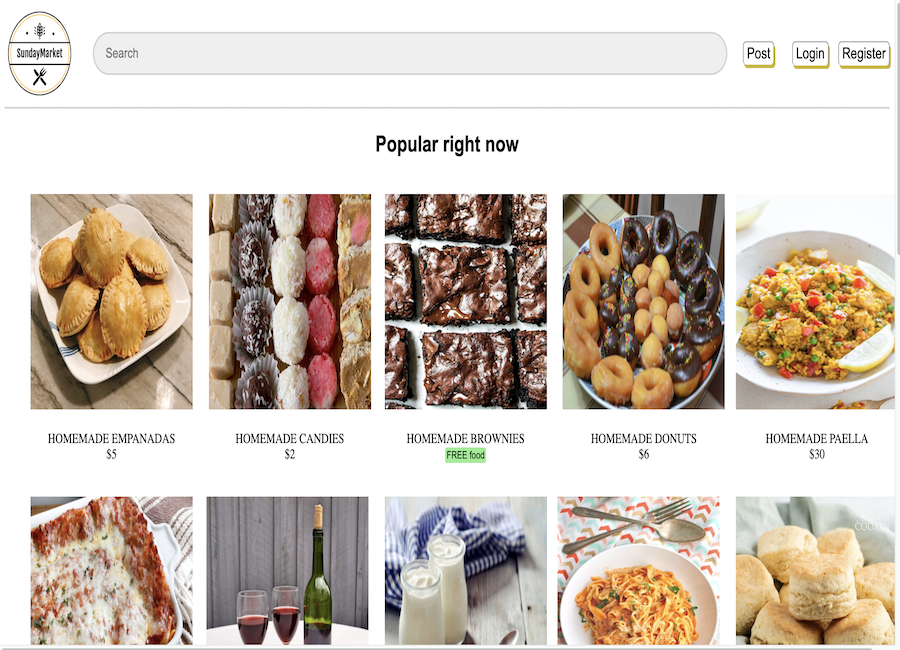 SundayMarket
Search
Post
Login
Register
Popular right now
HOMEMADE EMPANADAS
$5
HOMEMADE CANDIES
$2
HOMEMADE BROWNIES
FREE food
HOMEMADE DONUTS
$6
HOMEMADE PAELLA
$30